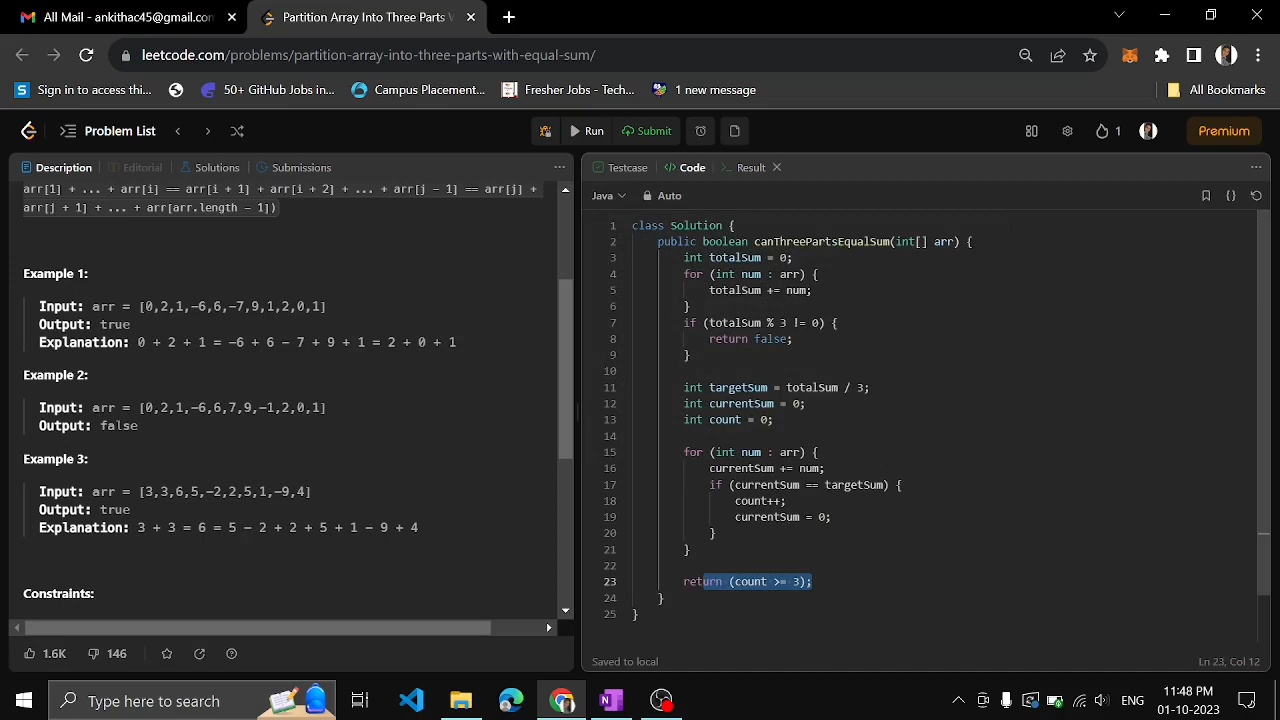 All Mail - ankithac45@gmail.con
Partition Array Into Three Parts V
leetcode.com/problems/partition-array-into-three-parts-with-equal-sum/
Sign in to access thi...
50+ GitHub Jobs in...
Campus Placement...
Fresher Jobs - Tech...
1 new message
All Bookmarks
Problem List
Run
Submit
1
Premium
Description
Editorial
Solutions
Submissions
arr[1] + ... + arr[i] == arr[i + 1] + arr[i + 2] + ... + arr[j - 1] == arr[j] +
arr[j + 1] + ... + arr[arr.length - 1])
Example 1:
Input: arr = [0,2,1,-6,6,-7,9,1,2,0,1]
Output: true
Explanation: 0 + 2 + 1 = -6 + 6 - 7 + 9 + 1 = 2 + 0 + 1
Example 2:
Input: arr = [0,2,1,-6,6,7,9,-1,2,0,1]
Output: false
Example 3:
Input: arr = [3,3,6,5,-2,2,5,1,-9,4]
Output: true
Explanation: 3 + 3 = 6 = 5 - 2 + 2 + 5 + 1 - 9 + 4
Constraints:
1.6K
146
Testcase
Code
Result
Java
Auto
1 class Solution {
2 public boolean canThreePartsEqualSum(int[] arr) {
3 int totalSum = 0;
4 for (int num : arr) {
5 totalSum += num;
6 }
7 if (totalSum % 3 != 0) {
8 return false;
9 }
10
11 int targetSum = totalSum / 3;
12 int currentSum = 0;
13 int count = 0;
14
15 for (int num : arr) {
16 currentSum += num;
17 if (currentSum == targetSum) {
18 count++;
19 currentSum = 0;
20 }
21 }
22
23 return (count >= 3);
24 }
25 }
Saved to local
Ln 23, Col 12
Type here to search
ENG
11:48 PM
01-10-2023